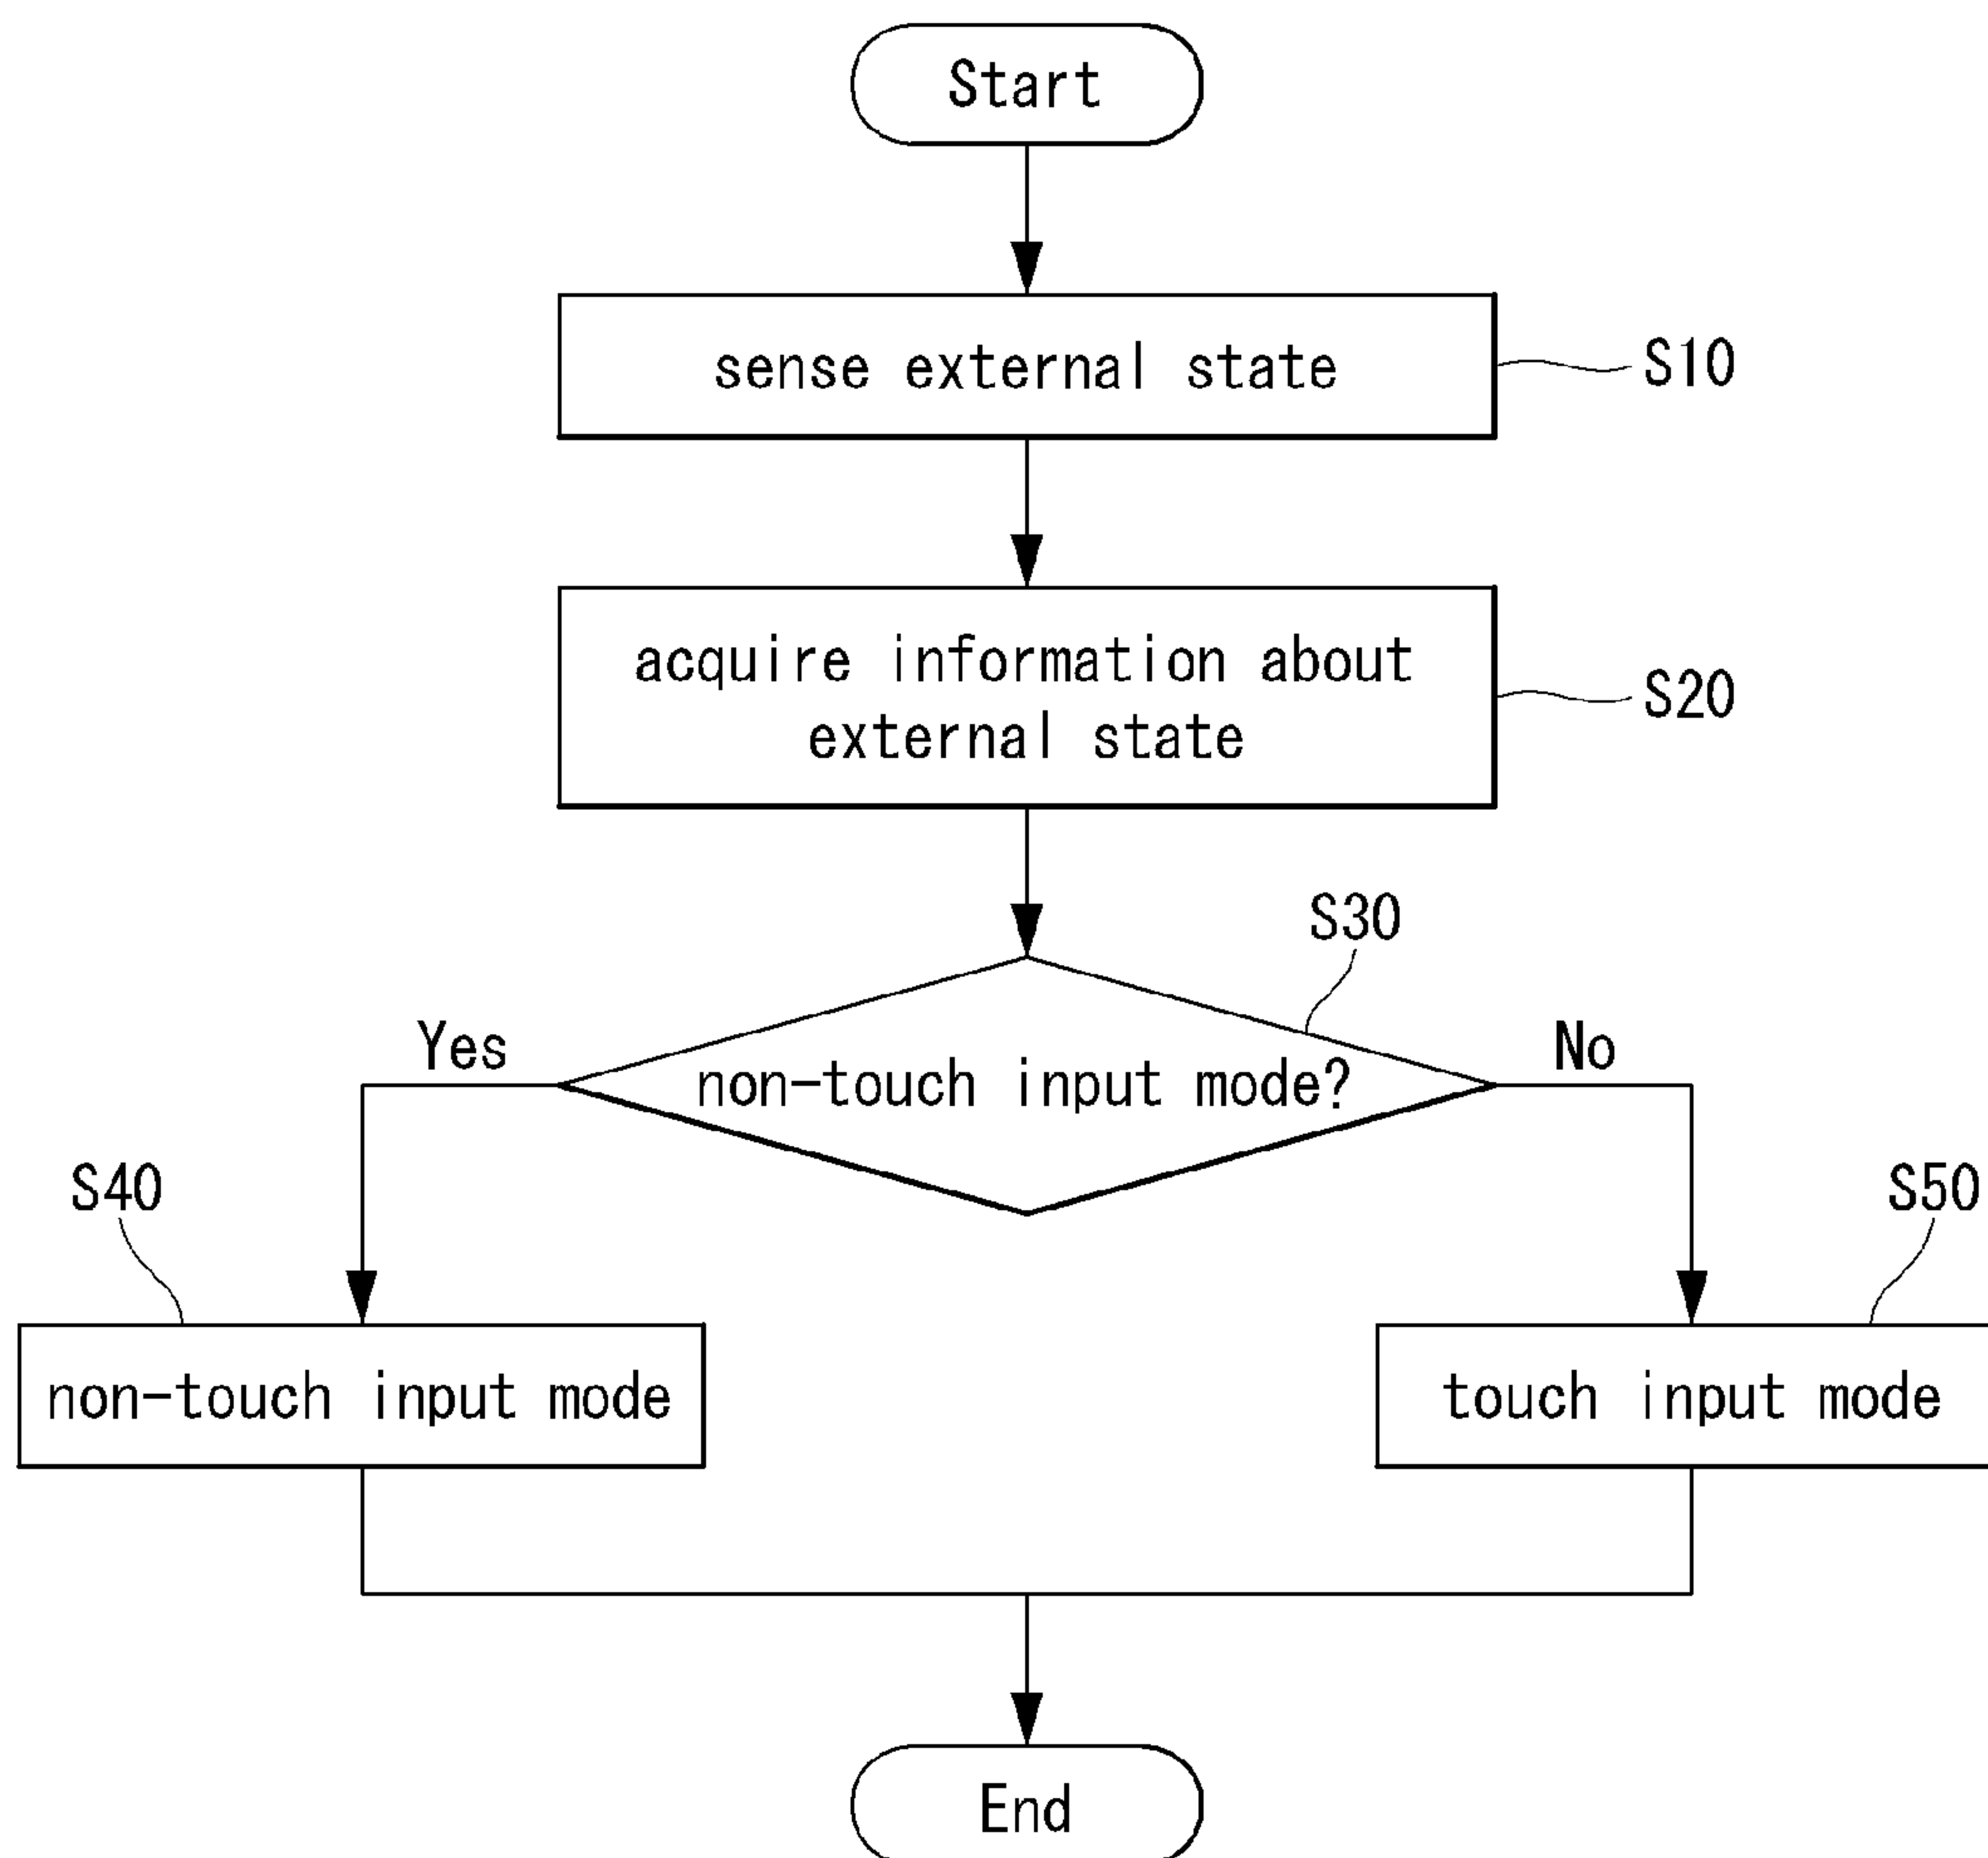 Start
sense external state
S10
acquire information about
external state
S20
S30
Yes
non-touch input mode?
No
S40
S50
non-touch input mode
touch input mode
End